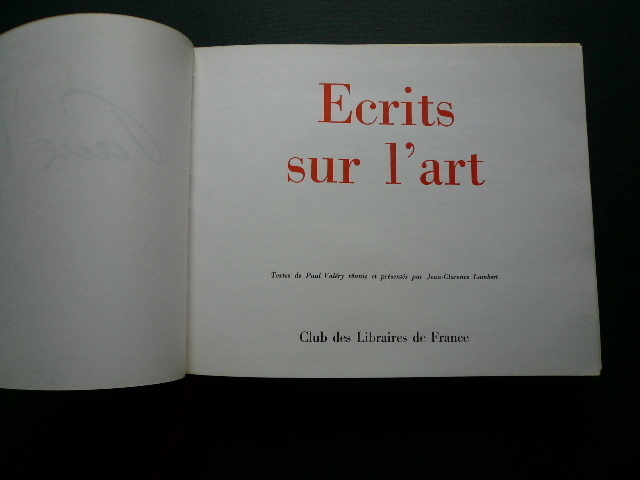 Ecrits
sur l'art
Textes de Paul Valéry réunis et présentés par Jean-Clarence Lambert
Club des Libraires de France